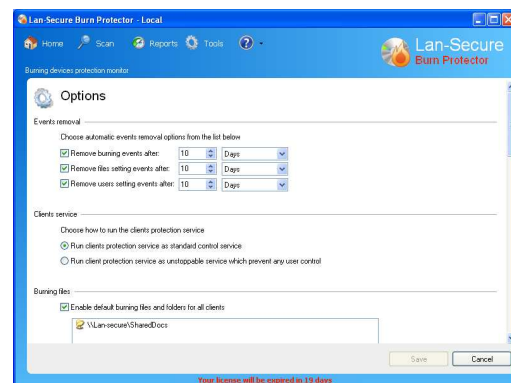 Lan-Secure Burn Protector - Local
Home Scan Reports Tools
Lan-Secure
Burn Protector
Burning devices protection monitor
Options
Events removal
Choose automatic events removal options from the list below
Remove burning events after: 10 Days
Remove files setting events after: 10 Days
Remove users setting events after: 10 Days
Clients service
Choose how to run the clients protection service
Run clients protection service as standard control service
Run client protection service as unstoppable service which prevent any user control
Burning files
Enable default burning files and folders for all clients
\\Lan-secure\SharedDocs
Save Cancel
Your license will be expired in 19 days